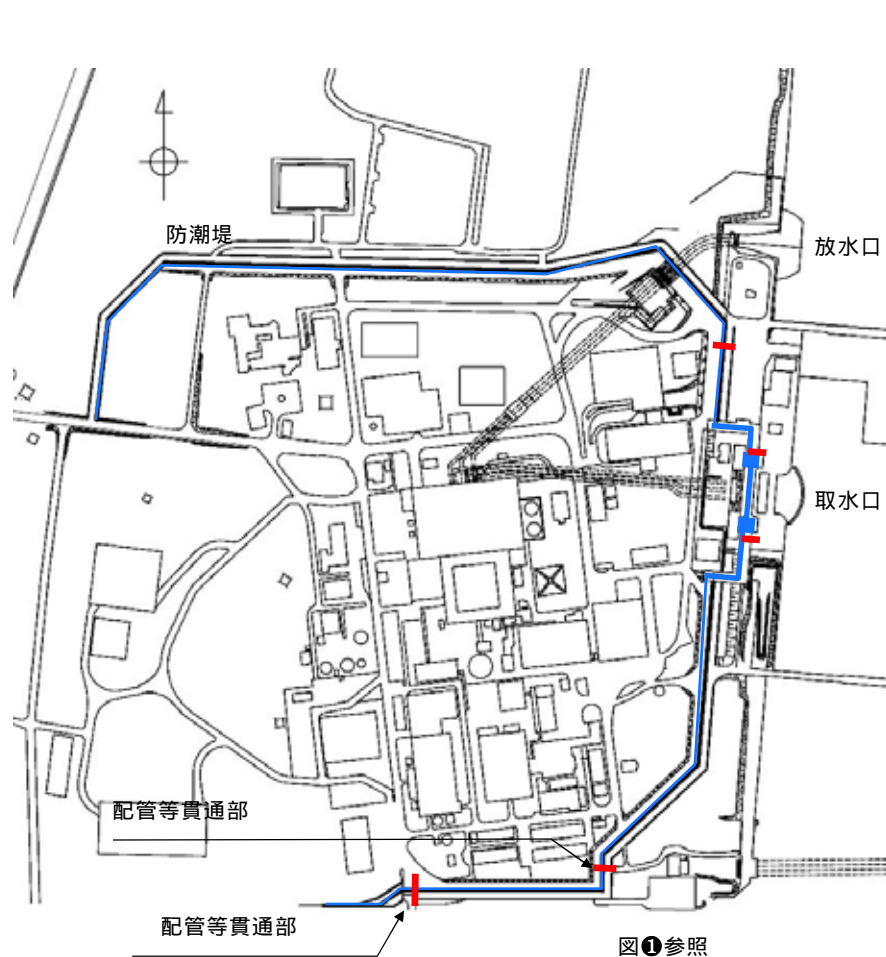 防潮堤
放水口
取水口
配管等貫通部
配管等貫通部
図❶参照